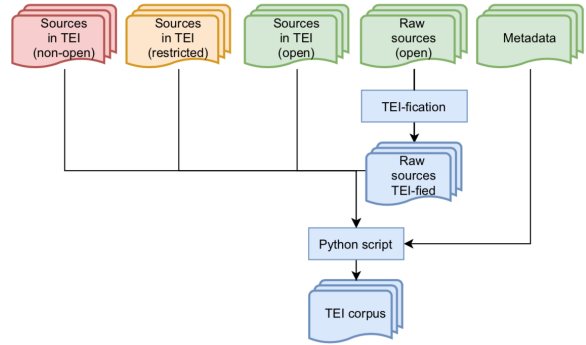 Sources
in TEI
(non-open)
Sources
in TEI
(restricted)
Sources
in TEI
(open)
Raw
sources
(open)
Metadata
TEI-fication
Raw
sources
TEI-fied
Python script
TEI corpus